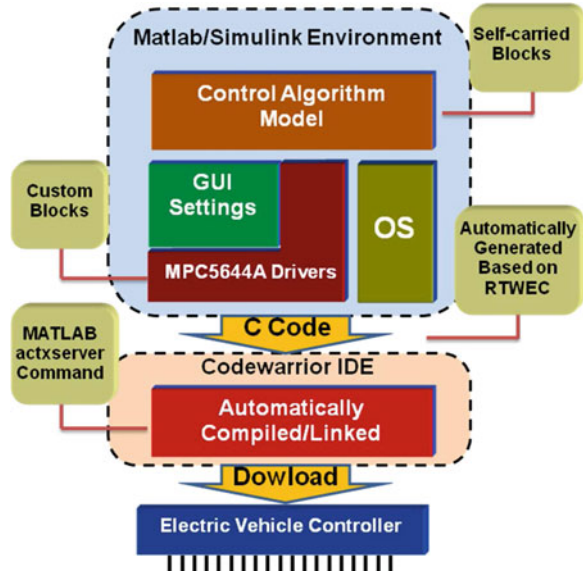 Matlab/Simulink Environment
Self-carried
Blocks
Control Algorithm
Model
Custom
Blocks
GUI
Settings
MPC5644A Drivers
OS
Automatically
Generated
Based on
RTWEC
C Code
MATLAB
actxserver
Command
Codewarrior IDE
Automatically
Compiled/Linked
Dowload
Electric Vehicle Controller